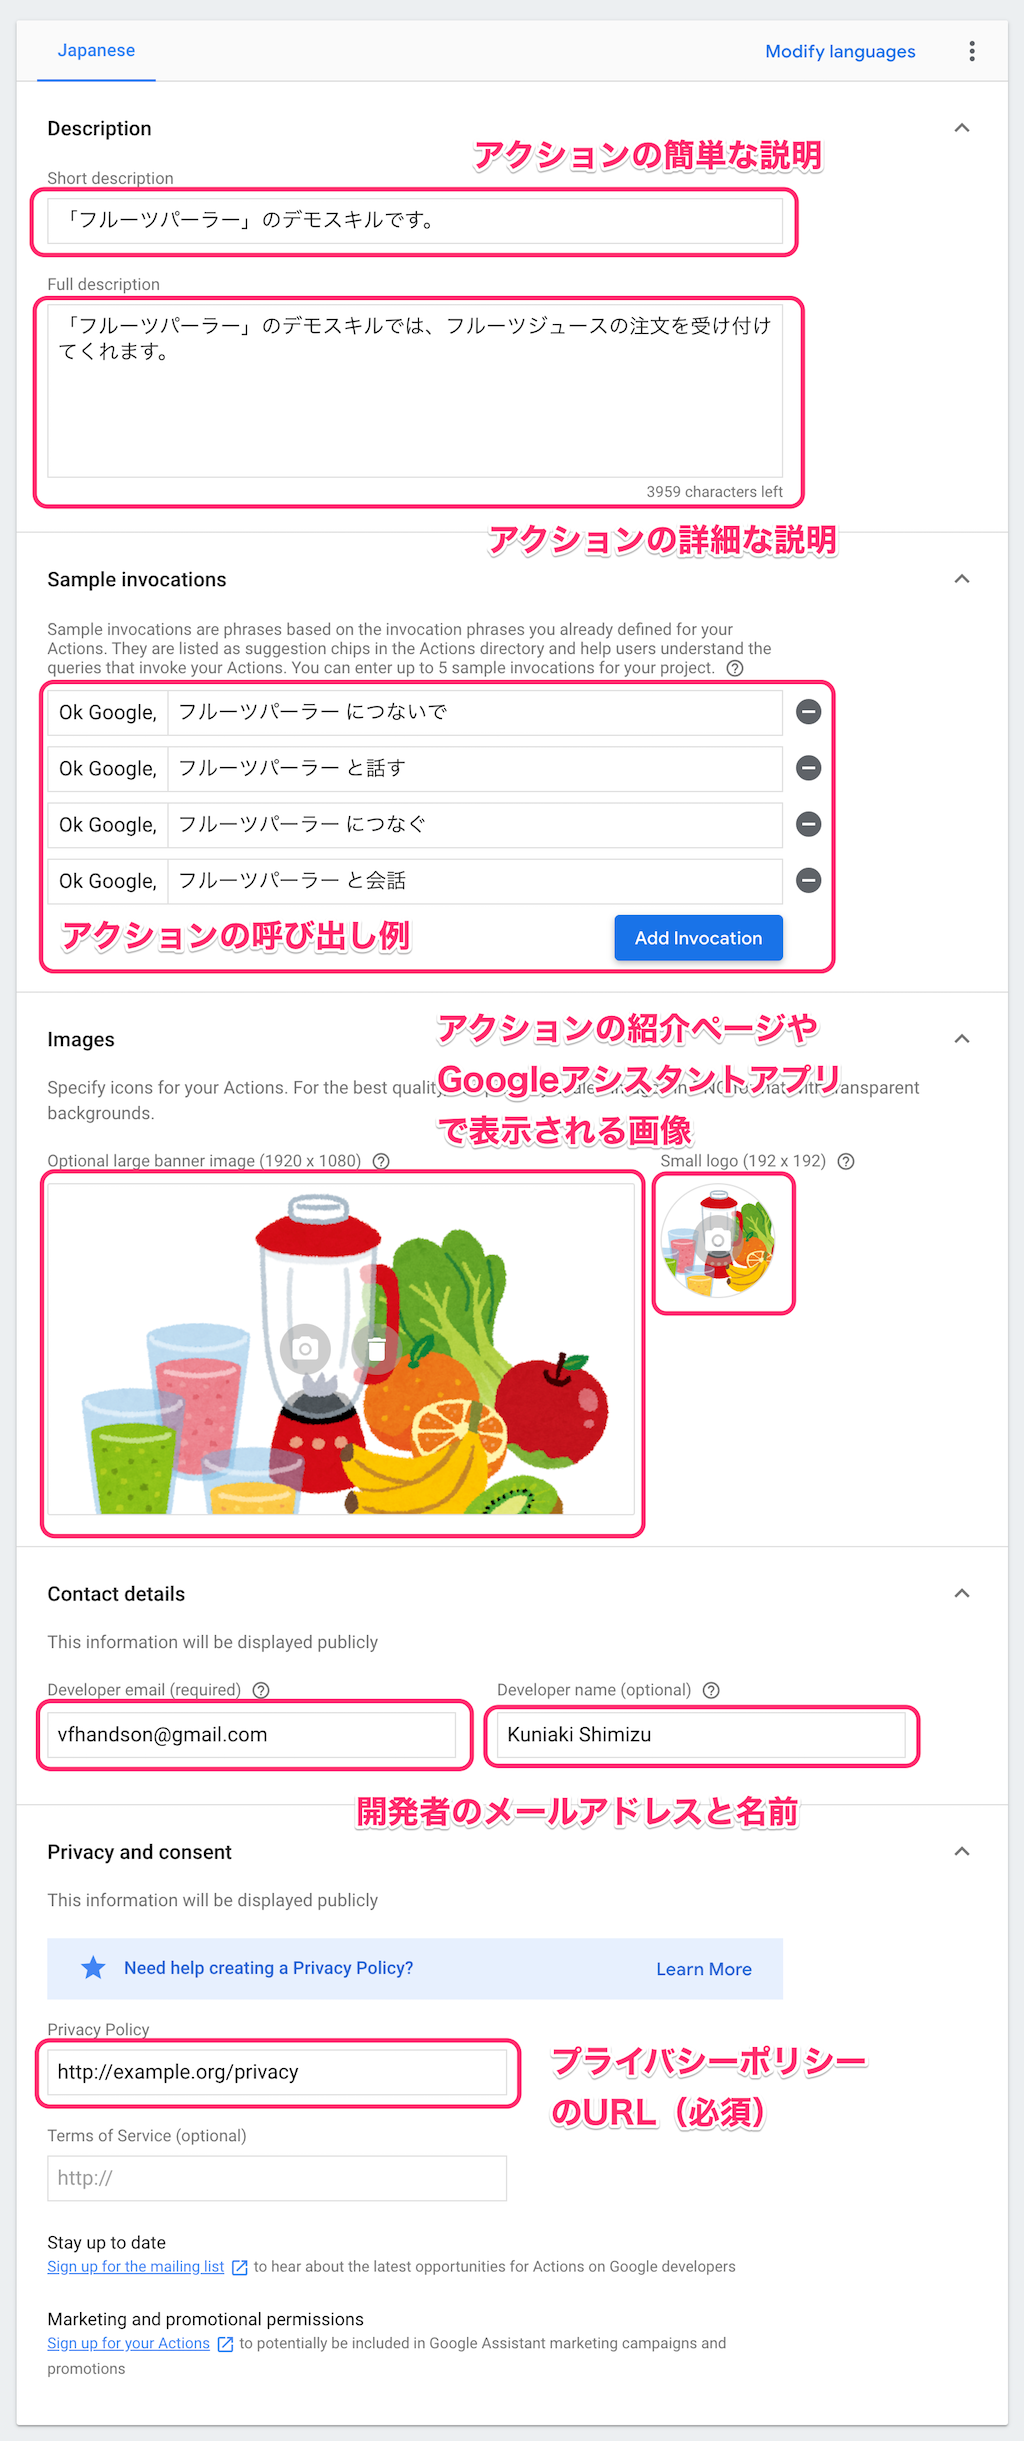 Japanese
Modify languages
Description
アクションの簡単な説明
Short description
「フルーツパーラー」のデモスキルです。
Full description
「フルーツパーラー」のデモスキルでは、フルーツジュースの注文を受け付け
てくれます。
3959 characters left
アクションの詳細な説明
Sample invocations
Sample invocations are phrases based on the invocation phrases you already defined for your
Actions. They are listed as suggestion chips in the Actions directory and help users understand the
queries that invoke your Actions. You can enter up to 5 sample invocations for your project.
Ok Google, フルーツパーラー につないで
Ok Google, フルーツパーラー と話す
Ok Google, フルーツパーラー につなぐ
Ok Google, フルーツパーラー と会話
アクションの呼び出し例
Add Invocation
アクションの紹介ページや
Images
Googleアシスタントアプリ
Specify icons for your Actions. For the best quality, transparent
backgrounds.
で表示される画像
Optional large banner image (1920 x 1080)
Small logo (192 x 192)
Contact details
This information will be displayed publicly
Developer email (required)
Developer name (optional)
vfhandson@gmail.com
Kuniaki Shimizu
開発者のメールアドレスと名前
Privacy and consent
This information will be displayed publicly
Need help creating a Privacy Policy?
Learn More
Privacy Policy
http://example.org/privacy
プライバシーポリシー
のURL（必須）
Terms of Service (optional)
http://
Stay up to date
Sign up for the mailing list to hear about the latest opportunities for Actions on Google developers
Marketing and promotional permissions
Sign up for your Actions to potentially be included in Google Assistant marketing campaigns and
promotions